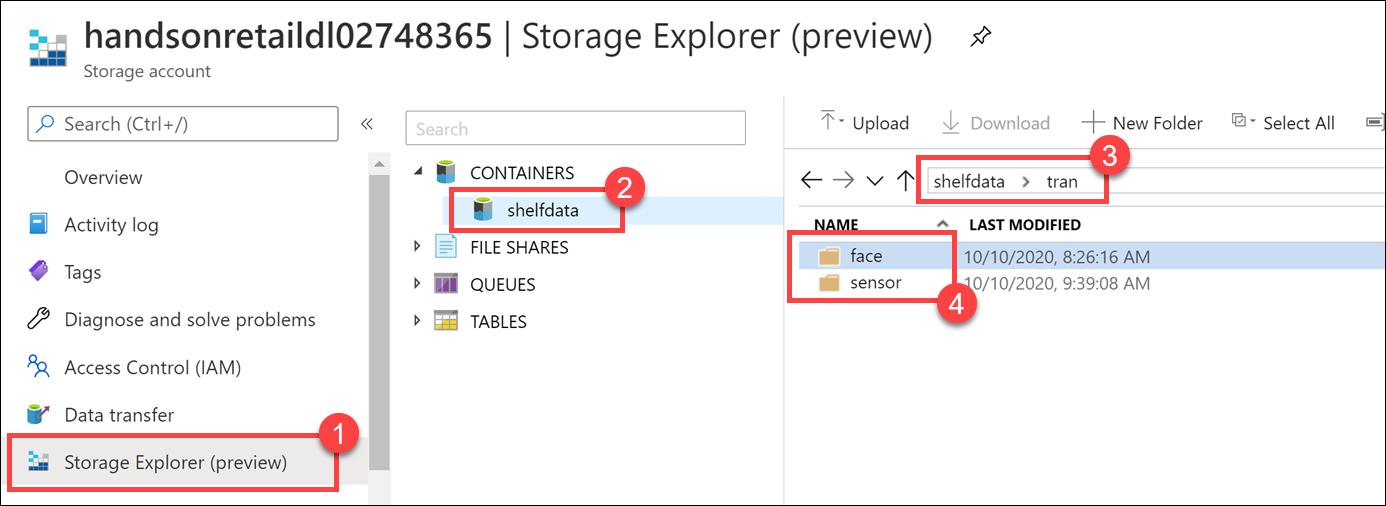 handsonretaildl02748365 | Storage Explorer (preview)
Storage account
Search (Ctrl+/)
«
Overview
Activity log
Tags
Diagnose and solve problems
Access Control (IAM)
Data transfer
Storage Explorer (preview)
1
Search
CONTAINERS
shelfdata
2
FILE SHARES
QUEUES
TABLES
Upload Download New Folder Select All
shelfdata > tran
3
NAME LAST MODIFIED
face 10/10/2020, 8:26:16 AM
sensor 10/10/2020, 9:39:08 AM
4